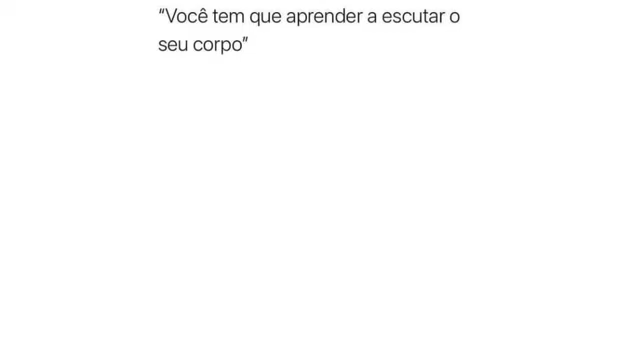 “Você tem que aprender a escutar o
seu corpo”